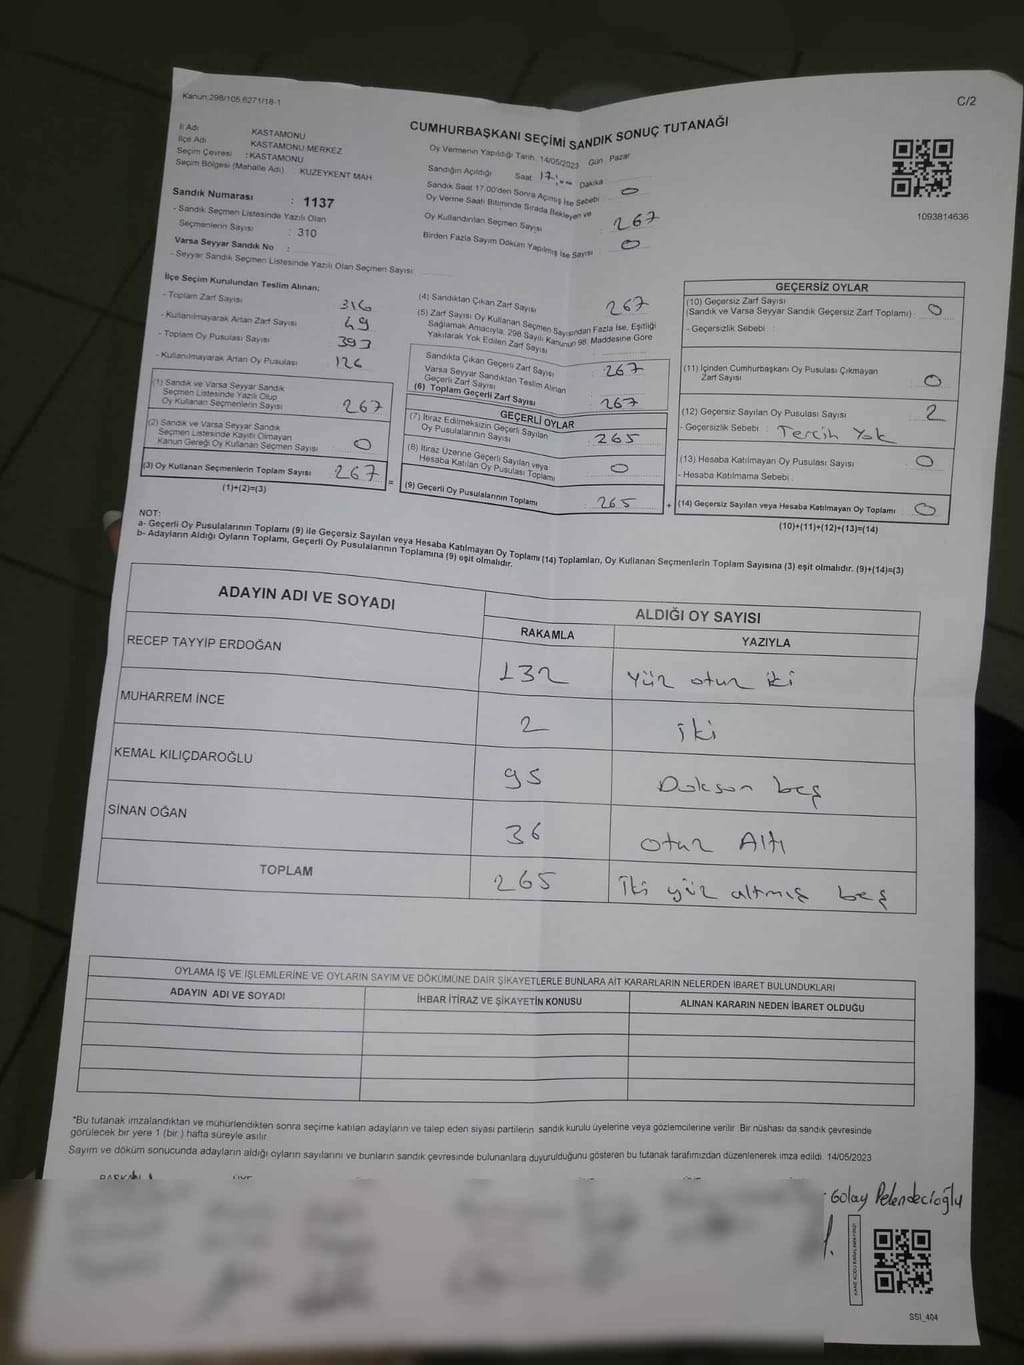 Kanun:298/105,6271/18-1
C/2
CUMHURBAŞKANI SEÇİMİ SANDIK SONUÇ TUTANAĞI
İl Adı KASTAMONU
İlçe Adı KASTAMONU MERKEZ
Seçim Çevresi : KASTAMONU
Seçim Bölgesi (Mahalle Adı) KUZEYKENT MAH
Sandık Numarası : 1137
- Sandık Seçmen Listesinde Yazılı Olan
Seçmenlerin Sayısı : 310
Varsa Seyyar Sandık No :
- Seyyar Sandık Seçmen Listesinde Yazılı Olan Seçmen Sayısı
Oy Vermenin Yapıldığı Tarih: 14/05/2023 Gün Pazar
Sandığın Açıldığı Saat 17:00 Dakika
Sandık Saat 17.00'den Sonra Açılmış İse Sebebi
Oy Verme Saati Bitiminde Sırada Bekleyen ve 0
Oy Kullandırılan Seçmen Sayısı 267
Birden Fazla Sayım Döküm Yapılmış İse Sayısı 0
1093814636
İlçe Seçim Kurulundan Teslim Alınan;
- Toplam Zarf Sayısı 316
- Kullanılmayarak Artan Zarf Sayısı 49
- Toplam Oy Pusulası Sayısı 393
- Kullanılmayarak Artan Oy Pusulası 126
(1) Sandık ve Varsa Seyyar Sandık
Seçmen Listesinde Yazılı Olup
Oy Kullanan Seçmenlerin Sayısı 267
(2) Sandık ve Varsa Seyyar Sandık
Seçmen Listesinde Kayıtlı Olmayan
Kanun Gereği Oy Kullanan Seçmen Sayısı 0
(3) Oy Kullanan Seçmenlerin Toplam Sayısı 267
(1)+(2)=(3)
=
(4) Sandıktan Çıkan Zarf Sayısı 267
(5) Zarf Sayısı Oy Kullanan Seçmen Sayısından Fazla İse, Eşitliği
Sağlamak Amacıyla; 298 Sayılı Kanunun 98. Maddesine Göre
Yakılarak Yok Edilen Zarf Sayısı
Sandıkta Çıkan Geçerli Zarf Sayısı 267
Varsa Seyyar Sandıktan Teslim Alınan
Geçerli Zarf Sayısı
(6) Toplam Geçerli Zarf Sayısı 267
GEÇERLİ OYLAR
(7) İtiraz Edilmeksizin Geçerli Sayılan
Oy Pusulalarının Sayısı 265
(8) İtiraz Üzerine Geçerli Sayılan veya
Hesaba Katılan Oy Pusulası Toplamı 0
(9) Geçerli Oy Pusulalarının Toplamı 265
+
GEÇERSİZ OYLAR
(10) Geçersiz Zarf Sayısı
(Sandık ve Varsa Seyyar Sandık Geçersiz Zarf Toplamı) 0
- Geçersizlik Sebebi :
(11) İçinden Cumhurbaşkanı Oy Pusulası Çıkmayan
Zarf Sayısı 0
(12) Geçersiz Sayılan Oy Pusulası Sayısı 2
- Geçersizlik Sebebi : Tercih Yok
(13) Hesaba Katılmayan Oy Pusulası Sayısı 0
- Hesaba Katılmama Sebebi :
(14) Geçersiz Sayılan veya Hesaba Katılmayan Oy Toplamı 0
(10)+(11)+(12)+(13)=(14)
NOT:
a- Geçerli Oy Pusulalarının Toplamı (9) ile Geçersiz Sayılan veya Hesaba Katılmayan Oy Toplamı (14) Toplamları, Oy Kullanan Seçmenlerin Toplam Sayısına (3) eşit olmalıdır. (9)+(14)=(3)
b- Adayların Aldığı Oyların Toplamı, Geçerli Oy Pusulalarının Toplamına (9) eşit olmalıdır.
ADAYIN ADI VE SOYADI ALDIĞI OY SAYISI
RAKAMLA YAZIYLA
RECEP TAYYİP ERDOĞAN 132 Yüz otuz iki
MUHARREM İNCE 2 iki
KEMAL KILIÇDAROĞLU 95 Doksan beş
SİNAN OĞAN 36 otuz Altı
TOPLAM 265 İki yüz altmış beş
OYLAMA İŞ VE İŞLEMLERİNE VE OYLARIN SAYIM VE DÖKÜMÜNE DAİR ŞİKAYETLERLE BUNLARA AİT KARARLARIN NELERDEN İBARET BULUNDUKLARI
ADAYIN ADI VE SOYADI İHBAR İTİRAZ VE ŞİKAYETİN KONUSU ALINAN KARARIN NEDEN İBARET OLDUĞU
*Bu tutanak imzalandıktan ve mühürlendikten sonra seçime katılan adayların ve talep eden siyasi partilerin sandık kurulu üyelerine veya gözlemcilerine verilir. Bir nüshası da sandık çevresinde
görülecek bir yere 1 (bir) hafta süreyle asılır.
Sayım ve döküm sonucunda adayların aldığı oyların sayılarını ve bunların sandık çevresinde bulunanlara duyurulduğunu gösteren bu tutanak tarafımızdan düzenlenerek imza edildi. 14/05/2023
Golay Pelendecioğlu
SSI_404